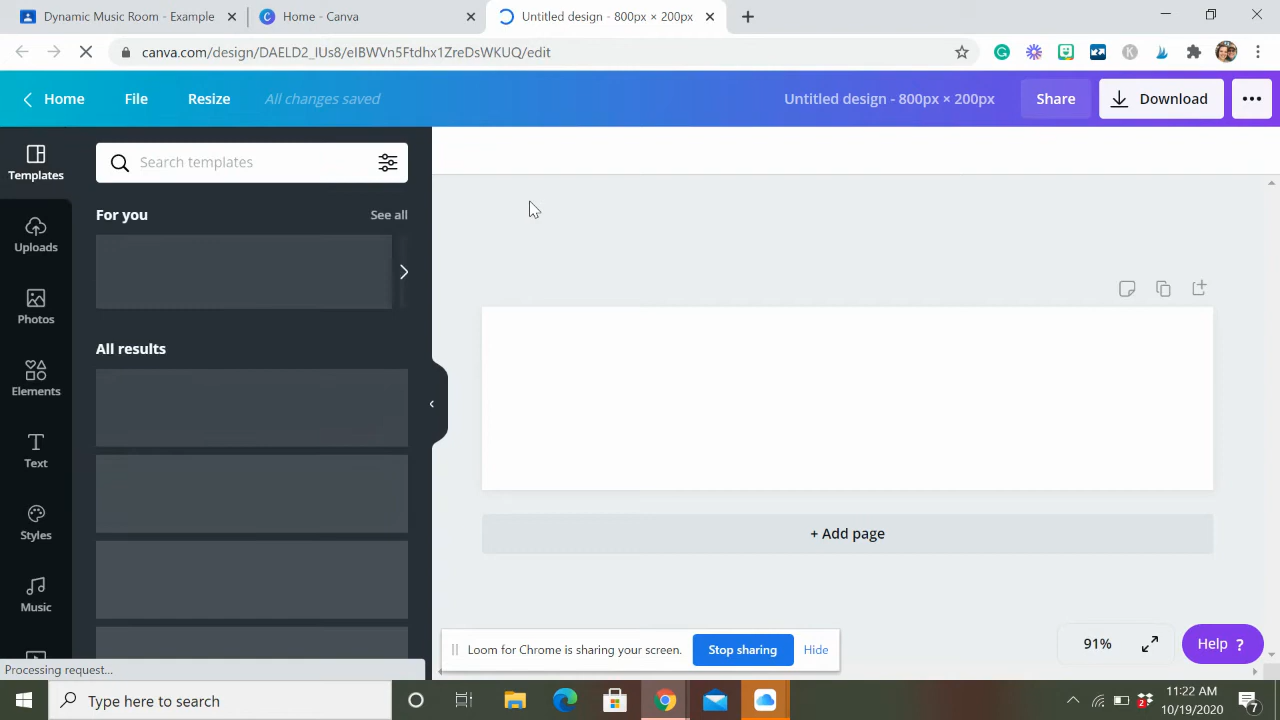 Dynamic Music Room - Example
Home - Canva
Untitled design - 800px × 200px
canva.com/design/DAELD2_IUs8/eIBWVn5Ftdhx1ZreDsWKUQ/edit
Home
File
Resize
All changes saved
Untitled design - 800px × 200px
Share
Download
Templates
Search templates
For you
See all
Uploads
Photos
All results
Elements
Text
Styles
Music
+ Add page
Loom for Chrome is sharing your screen.
Stop sharing
Hide
91%
Help ?
Processing request...
Type here to search
2
11:22 AM
10/19/2020
7